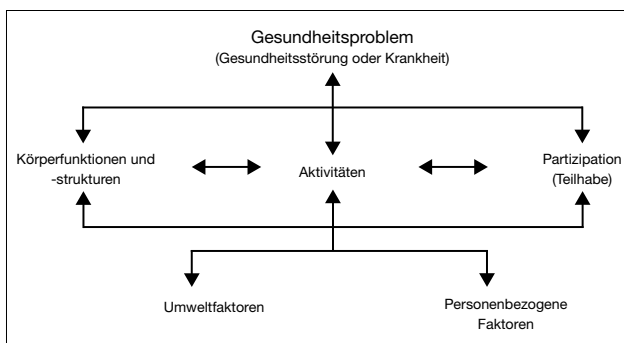 Gesundheitsproblem
(Gesundheitsstörung oder Krankheit)
Körperfunktionen und
-strukturen
Aktivitäten
Partizipation
(Teilhabe)
Umweltfaktoren
Personenbezogene
Faktoren